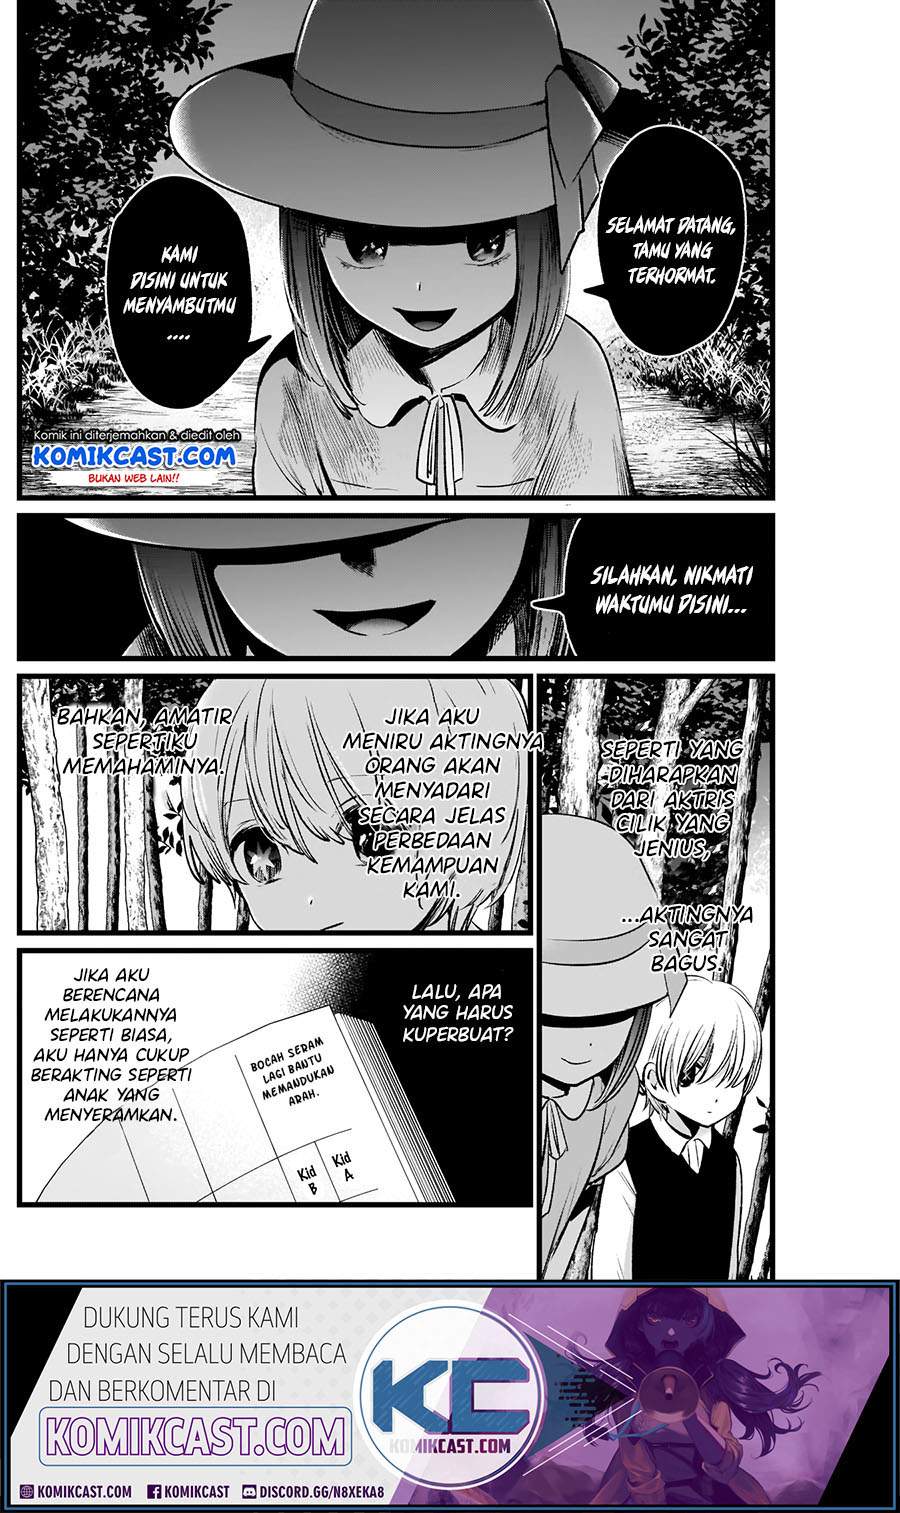 SELAMAT DATANG,
TAMU YANG
TERHORMAT.
KAMI
DISINI UNTUK
MENYAMBUTMU
....
Komik ini diterjemahkan & diedit oleh
KOMIKCAST.COM
BUKAN WEB LAIN!!
SILAHKAN, NIKMATI
WAKTUMU DISINI...
SEPERTI YANG
DIHARAPKAN
DARI AKTRIS
CILIK YANG
JENIUS,
...AKTINGNYA
SANGAT
BAGUS.
JIKA AKU
MENIRU AKTINGNYA
ORANG AKAN
MENYADARI
SECARA JELAS
PERBEDAAN
KEMAMPUAN
KAMI.
BAHKAN, AMATIR
SEPERTIKU
MEMAHAMINYA.
LALU, APA
YANG HARUS
KUPERBUAT?
BOCAH SERAM
LAGI BANTU
MEMANDUKAN
ARAH.
Kid
A
Kid
B
JIKA AKU
BERENCANA
MELAKUKANNYA
SEPERTI BIASA,
AKU HANYA CUKUP
BERAKTING SEPERTI
ANAK YANG
MENYERAMKAN.
DUKUNG TERUS KAMI
DENGAN SELALU MEMBACA
DAN BERKOMENTAR DI
KOMIKCAST.COM
KC
KOMIKCAST.COM
KOMIKCAST.COM KOMIKCAST DISCORD.GG/N8XEKA8